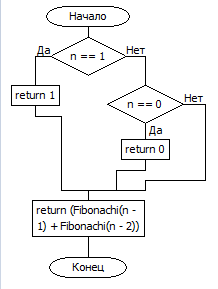 Начало
Да
n == 1
Нет
return 1
n == 0
Нет
Да
return 0
return (Fibonachi(n -
1) + Fibonachi(n - 2))
Конец